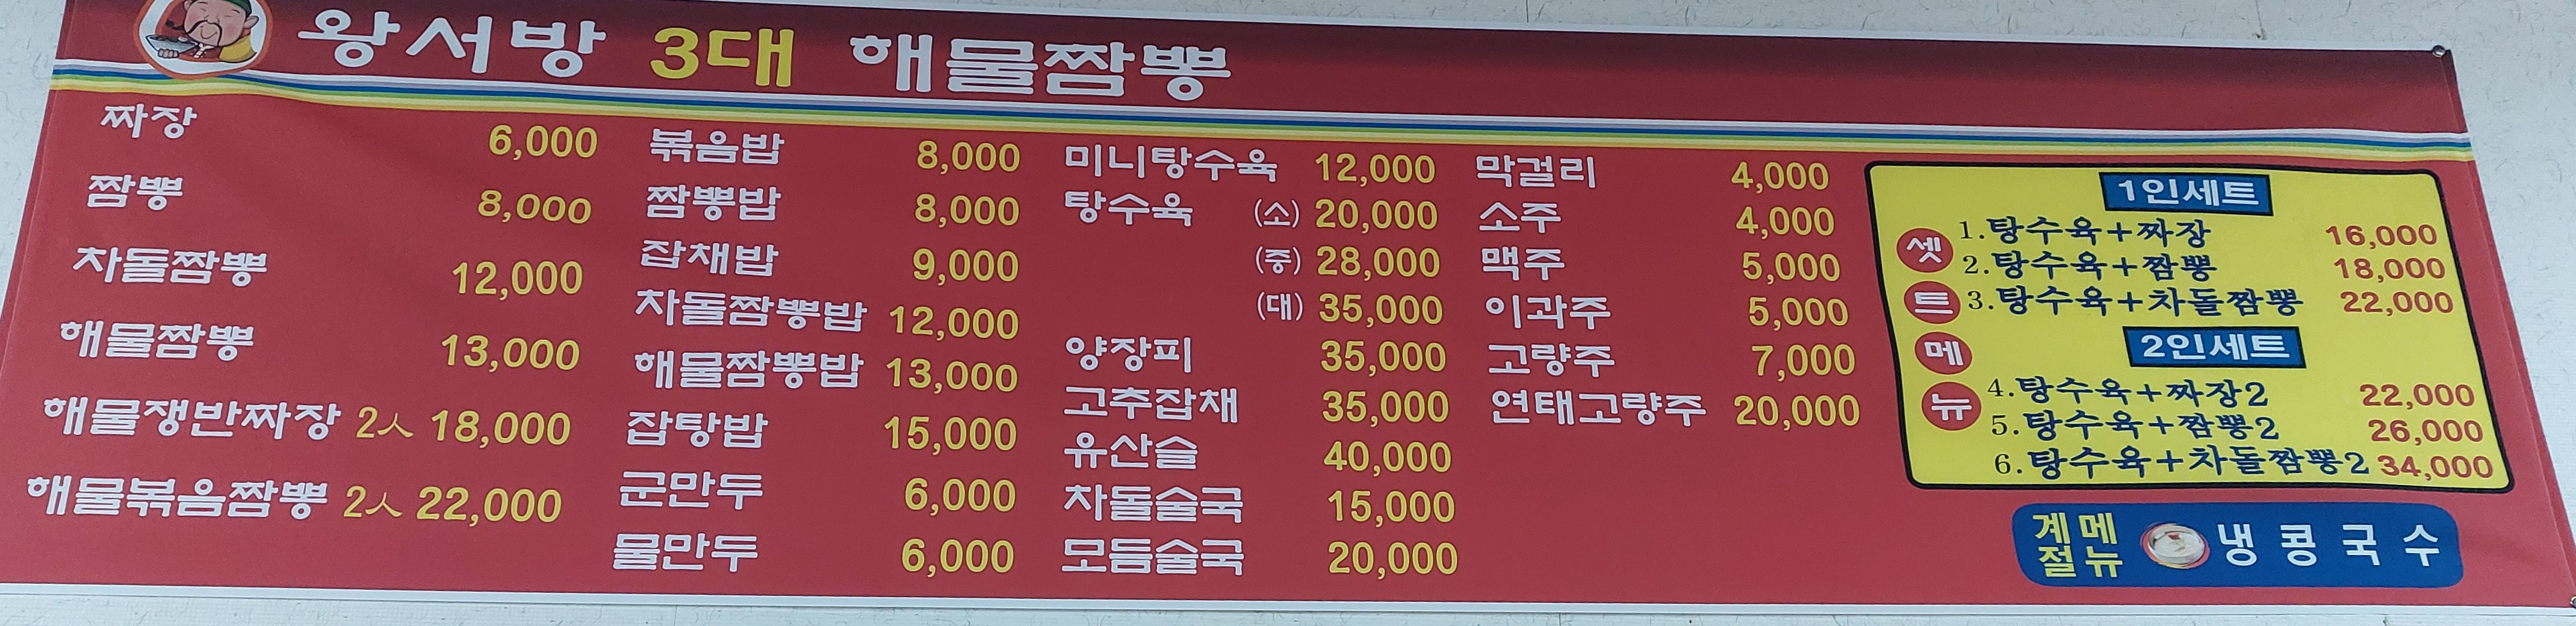 왕서방 3대 해물짬뽕
짜장 6,000
짬뽕 8,000
차돌짬뽕 12,000
해물짬뽕 13,000
해물쟁반짜장 2人 18,000
해물볶음짬뽕 2人 22,000
볶음밥 8,000
짬뽕밥 8,000
잡채밥 9,000
차돌짬뽕밥 12,000
해물짬뽕밥 13,000
잡탕밥 15,000
군만두 6,000
물만두 6,000
미니탕수육 12,000
탕수육 (소) 20,000
(중) 28,000
(대) 35,000
양장피 35,000
고추잡채 35,000
유산슬 40,000
차돌술국 15,000
모듬술국 20,000
막걸리 4,000
소주 4,000
맥주 5,000
이과주 5,000
고량주 7,000
연태고량주 20,000
셋트메뉴
1인세트
1.탕수육+짜장 16,000
2.탕수육+짬뽕 18,000
3.탕수육+차돌짬뽕 22,000
2인세트
4.탕수육+짜장2 22,000
5.탕수육+짬뽕2 26,000
6.탕수육+차돌짬뽕2 34,000
계절메뉴 냉콩국수